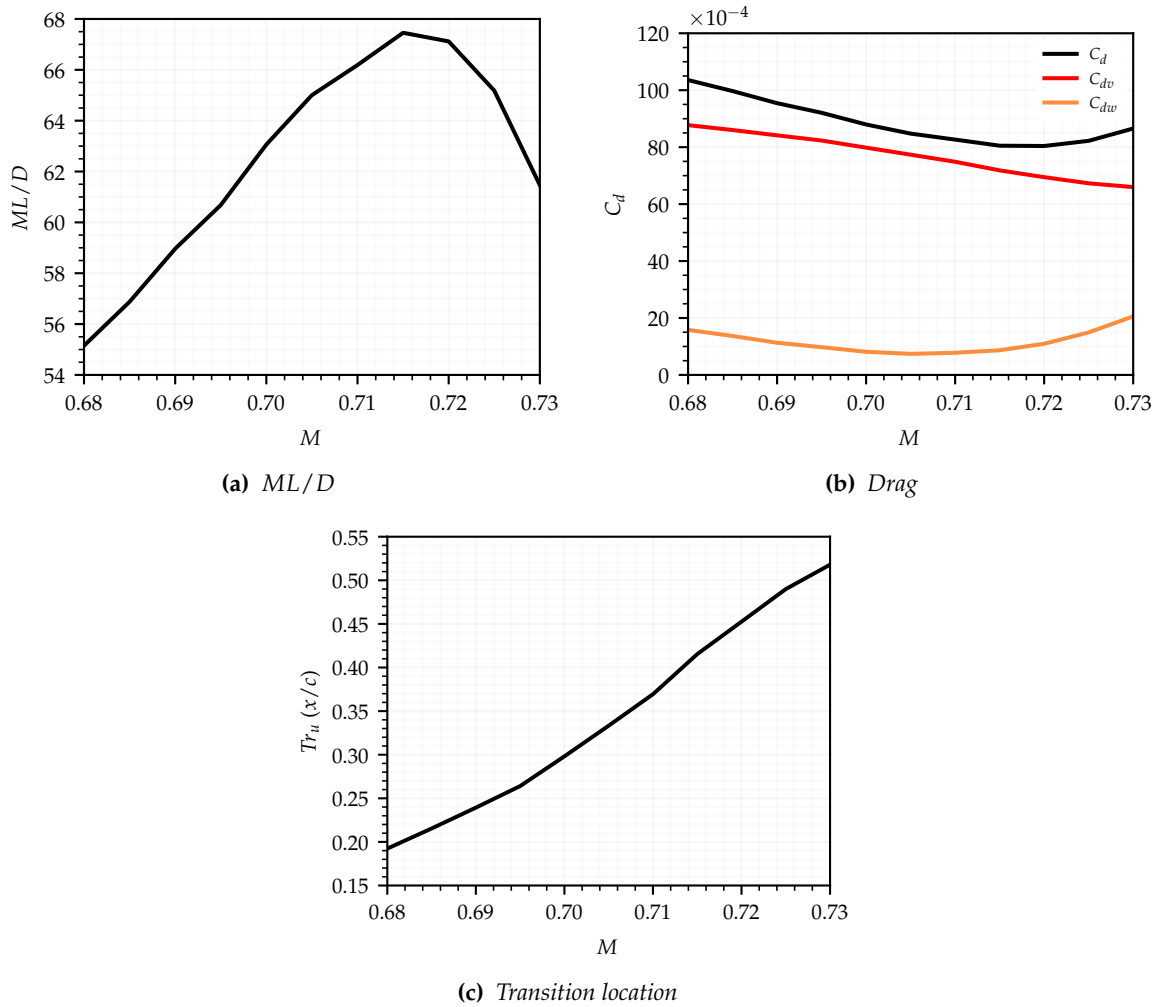 68
66
64
62
60
58
56
54
ML/D
0.68 0.69 0.70 0.71 0.72 0.73
M
(a) ML/D
×10⁻⁴
120
100
80
60
40
20
0
C_d
C_d
C_dv
C_dw
0.68 0.69 0.70 0.71 0.72 0.73
M
(b) Drag
0.55
0.50
0.45
0.40
0.35
0.30
0.25
0.20
0.15
Tr_u (x/c)
0.68 0.69 0.70 0.71 0.72 0.73
M
(c) Transition location